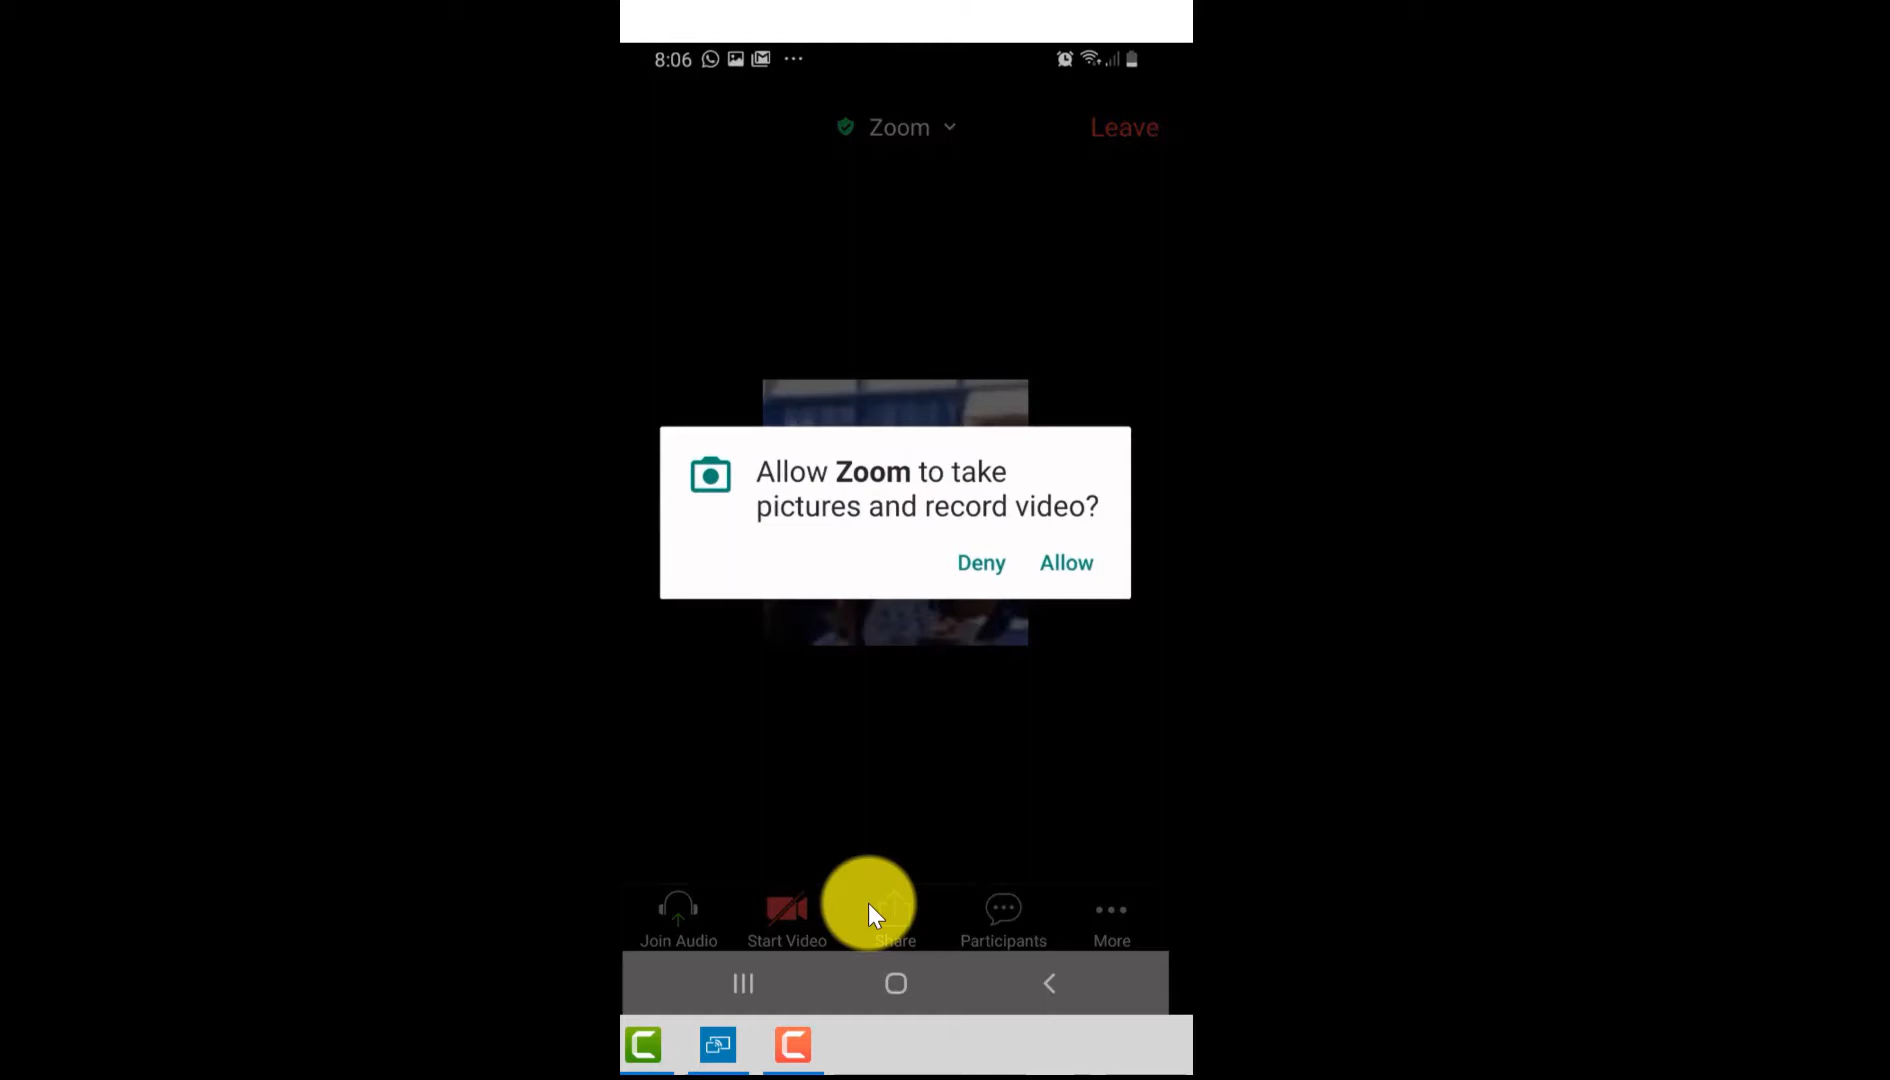 8:06
Zoom
Leave
Allow Zoom to take
pictures and record video?
Deny Allow
Join Audio Start Video Share Participants More